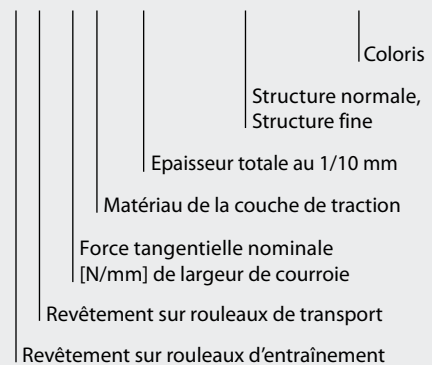 Coloris
Structure normale,
Structure fine
Epaisseur totale au 1/10 mm
Matériau de la couche de traction
Force tangentielle nominale
[N/mm] de largeur de courroie
Revêtement sur rouleaux de transport
Revêtement sur rouleaux d’entraînement